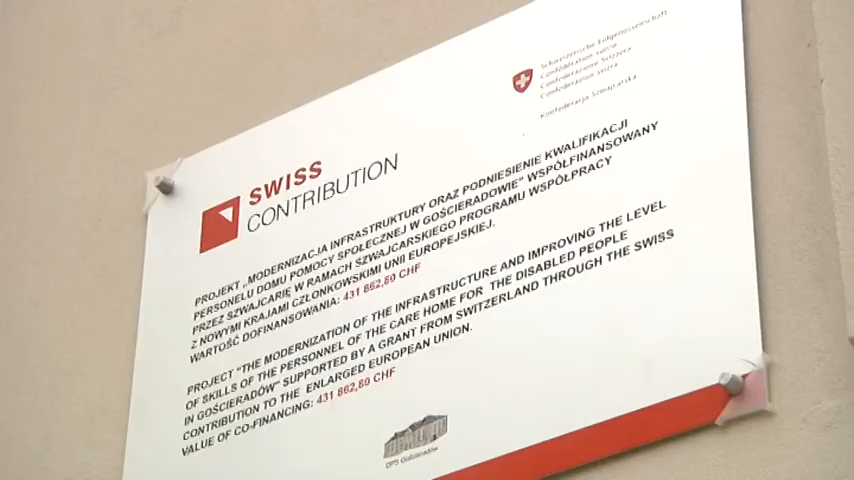 Schweizerische Eidgenossenschaft
Confédération suisse
Confederazione Svizzera
Confederaziun svizra
Konfederacja Szwajcarska
SWISS
CONTRIBUTION
PROJEKT „MODERNIZACJA INFRASTRUKTURY ORAZ PODNIESIENIE KWALIFIKACJI
PERSONELU DOMU POMOCY SPOŁECZNEJ W GOŚCIERADOWIE" WSPÓŁFINANSOWANY
PRZEZ SZWAJCARIĘ W RAMACH SZWAJCARSKIEGO PROGRAMU WSPÓŁPRACY
Z NOWYMI KRAJAMI CZŁONKOWSKIMI UNII EUROPEJSKIEJ.
WARTOŚĆ DOFINANSOWANIA: 431 862,80 CHF
PROJECT "THE MODERNIZATION OF THE INFRASTRUCTURE AND IMPROVING THE LEVEL
OF SKILLS OF THE PERSONNEL OF THE CARE HOME FOR THE DISABLED PEOPLE
IN GOŚCIERADÓW" SUPPORTED BY A GRANT FROM SWITZERLAND THROUGH THE SWISS
CONTRIBUTION TO THE ENLARGED EUROPEAN UNION.
VALUE OF CO-FINANCING: 431 862,80 CHF
DPS Gościeradów